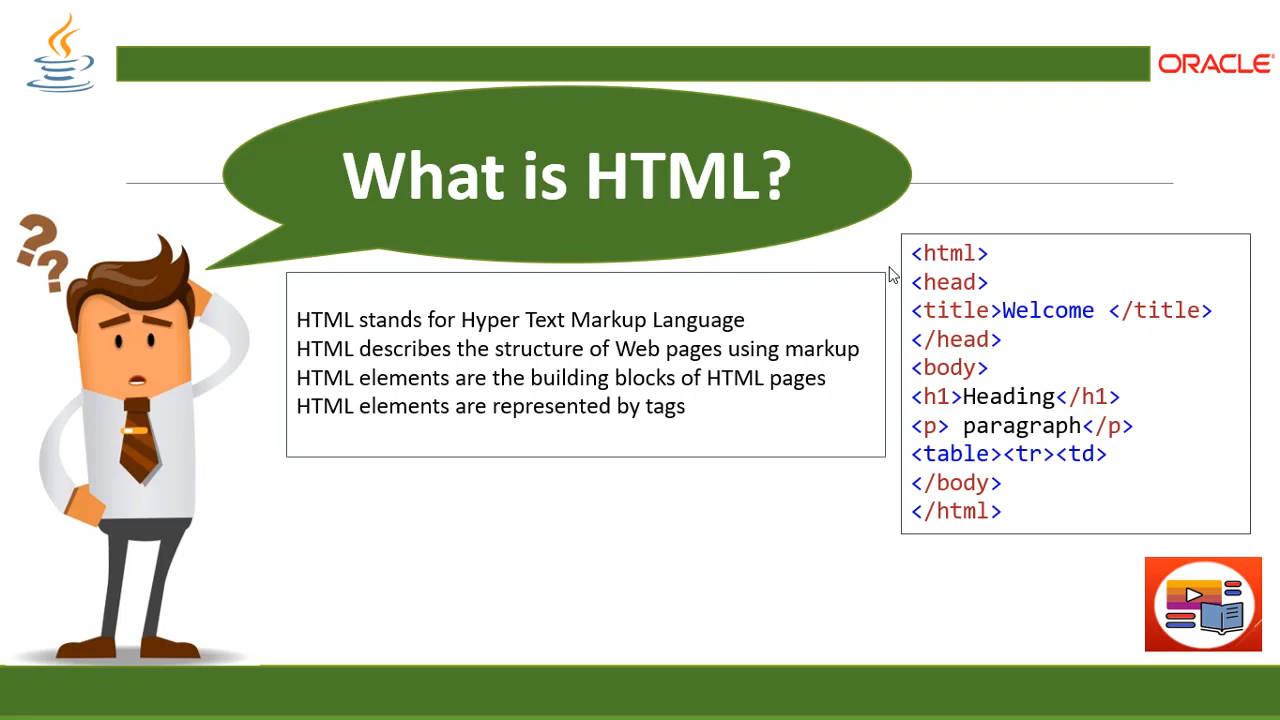 ORACLE
What is HTML?
??
HTML stands for Hyper Text Markup Language
HTML describes the structure of Web pages using markup
HTML elements are the building blocks of HTML pages
HTML elements are represented by tags
<html>
<head>
<title>Welcome </title>
</head>
<body>
<h1>Heading</h1>
<p> paragraph</p>
<table><tr><td>
</body>
</html>